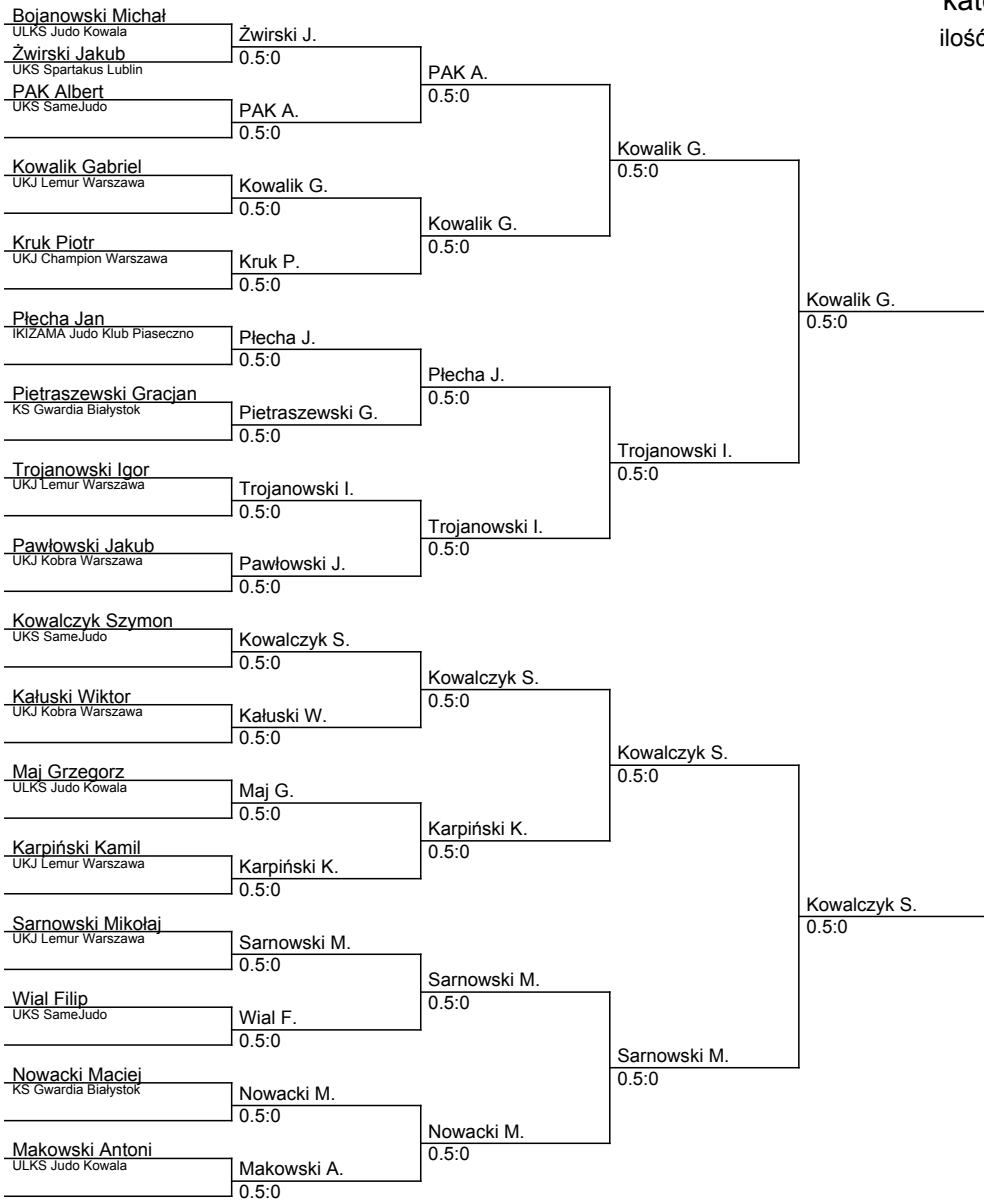 kat
ilość
Bojanowski Michał
ULKS Judo Kowala
Żwirski Jakub
UKS Spartakus Lublin
PAK Albert
UKS SameJudo
Kowalik Gabriel
UKJ Lemur Warszawa
Kruk Piotr
UKJ Champion Warszawa
Płecha Jan
IKIZAMA Judo Klub Piaseczno
Pietraszewski Gracjan
KS Gwardia Białystok
Trojanowski Igor
UKJ Lemur Warszawa
Pawłowski Jakub
UKJ Kobra Warszawa
Kowalczyk Szymon
UKS SameJudo
Kałuski Wiktor
UKJ Kobra Warszawa
Maj Grzegorz
ULKS Judo Kowala
Karpiński Kamil
UKJ Lemur Warszawa
Sarnowski Mikołaj
UKJ Lemur Warszawa
Wial Filip
UKS SameJudo
Nowacki Maciej
KS Gwardia Białystok
Makowski Antoni
ULKS Judo Kowala
Żwirski J.
0.5:0
PAK A.
0.5:0
Kowalik G.
0.5:0
Kruk P.
0.5:0
Płecha J.
0.5:0
Pietraszewski G.
0.5:0
Trojanowski I.
0.5:0
Pawłowski J.
0.5:0
Kowalczyk S.
0.5:0
Kałuski W.
0.5:0
Maj G.
0.5:0
Karpiński K.
0.5:0
Sarnowski M.
0.5:0
Wial F.
0.5:0
Nowacki M.
0.5:0
Makowski A.
0.5:0
PAK A.
0.5:0
Kowalik G.
0.5:0
Płecha J.
0.5:0
Trojanowski I.
0.5:0
Kowalczyk S.
0.5:0
Karpiński K.
0.5:0
Sarnowski M.
0.5:0
Nowacki M.
0.5:0
Kowalik G.
0.5:0
Trojanowski I.
0.5:0
Kowalczyk S.
0.5:0
Sarnowski M.
0.5:0
Kowalik G.
0.5:0
Kowalczyk S.
0.5:0